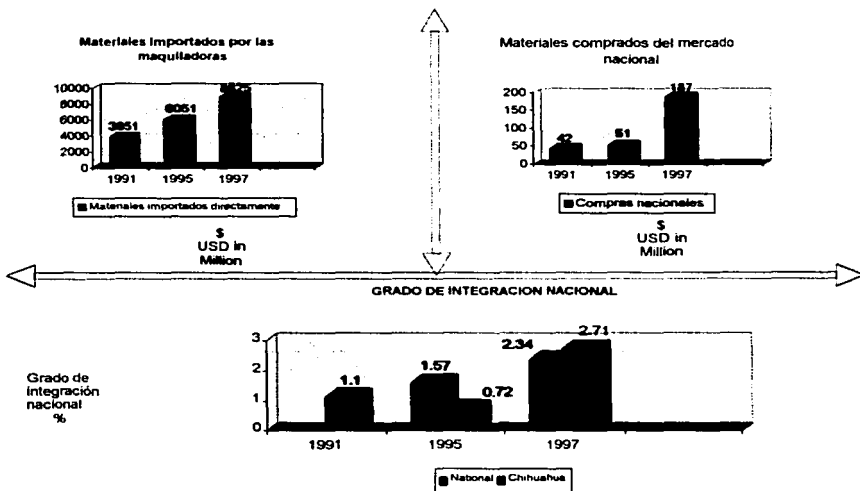 Materiales Importados por las
maquiladoras
10000
8000
6000
4000
2000
0
3851
6051
1991
1995
1997
Materiales importados directamente
$
USD in
Million
Materiales comprados del mercado
nacional
200
150
100
50
0
42
51
187
1991
1995
1997
Compras nacionales
$
USD in
Million
GRADO DE INTEGRACION NACIONAL
Grado de
integración
nacional
%
3
2
1
0
1.1
1.57
0.72
2.34
2.71
1991
1995
1997
National
Chihuahua